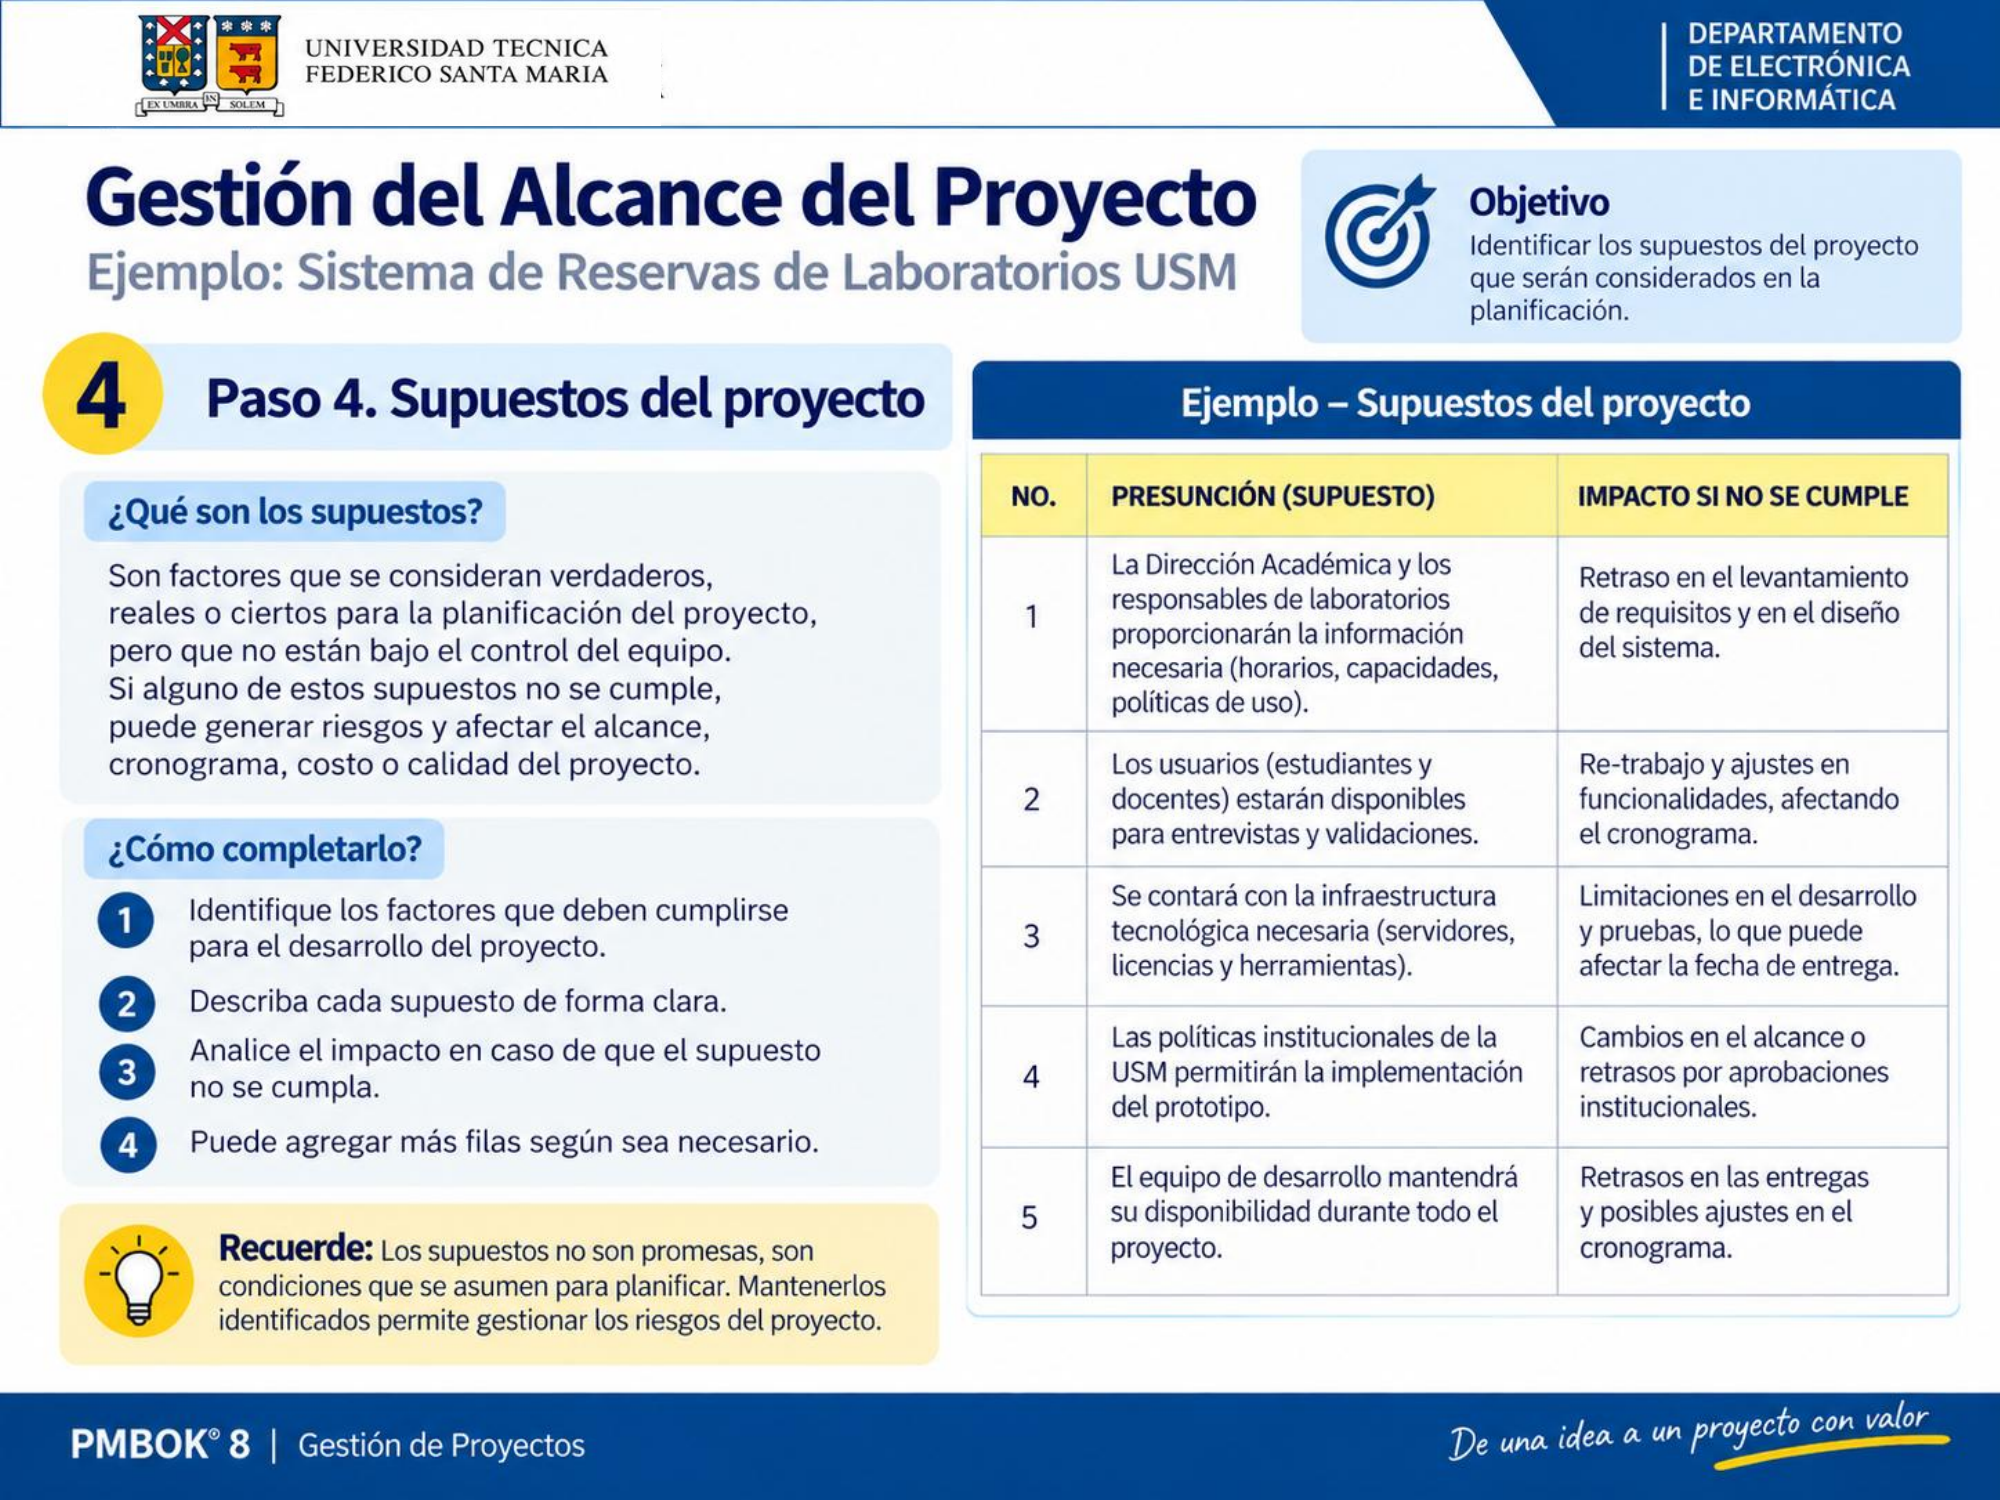 EX UMBRA IN SOLEM
UNIVERSIDAD TECNICA
FEDERICO SANTA MARIA
DEPARTAMENTO
DE ELECTRÓNICA
E INFORMÁTICA
Gestión del Alcance del Proyecto
Ejemplo: Sistema de Reservas de Laboratorios USM
Objetivo
Identificar los supuestos del proyecto
que serán considerados en la
planificación.
4
Paso 4. Supuestos del proyecto
¿Qué son los supuestos?
Son factores que se consideran verdaderos,
reales o ciertos para la planificación del proyecto,
pero que no están bajo el control del equipo.
Si alguno de estos supuestos no se cumple,
puede generar riesgos y afectar el alcance,
cronograma, costo o calidad del proyecto.
¿Cómo completarlo?
1 Identifique los factores que deben cumplirse
para el desarrollo del proyecto.
2 Describa cada supuesto de forma clara.
3 Analice el impacto en caso de que el supuesto
no se cumpla.
4 Puede agregar más filas según sea necesario.
Recuerde: Los supuestos no son promesas, son
condiciones que se asumen para planificar. Mantenerlos
identificados permite gestionar los riesgos del proyecto.
Ejemplo – Supuestos del proyecto
NO.
PRESUNCIÓN (SUPUESTO)
IMPACTO SI NO SE CUMPLE
1
La Dirección Académica y los
responsables de laboratorios
proporcionarán la información
necesaria (horarios, capacidades,
políticas de uso).
Retraso en el levantamiento
de requisitos y en el diseño
del sistema.
2
Los usuarios (estudiantes y
docentes) estarán disponibles
para entrevistas y validaciones.
Re-trabajo y ajustes en
funcionalidades, afectando
el cronograma.
3
Se contará con la infraestructura
tecnológica necesaria (servidores,
licencias y herramientas).
Limitaciones en el desarrollo
y pruebas, lo que puede
afectar la fecha de entrega.
4
Las políticas institucionales de la
USM permitirán la implementación
del prototipo.
Cambios en el alcance o
retrasos por aprobaciones
institucionales.
5
El equipo de desarrollo mantendrá
su disponibilidad durante todo el
proyecto.
Retrasos en las entregas
y posibles ajustes en el
cronograma.
PMBOK® 8 | Gestión de Proyectos
De una idea a un proyecto con valor